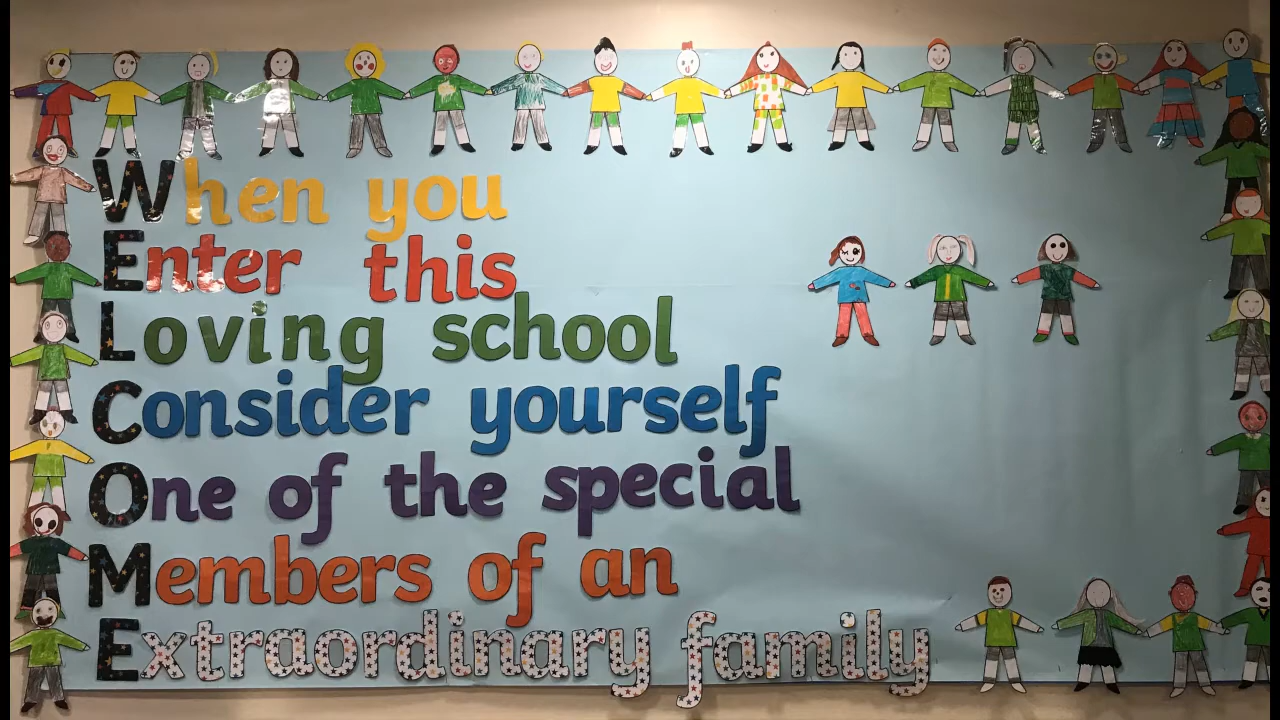 When you
Enter this
Loving school
Consider yourself
One of the special
Members of an
Extraordinary family